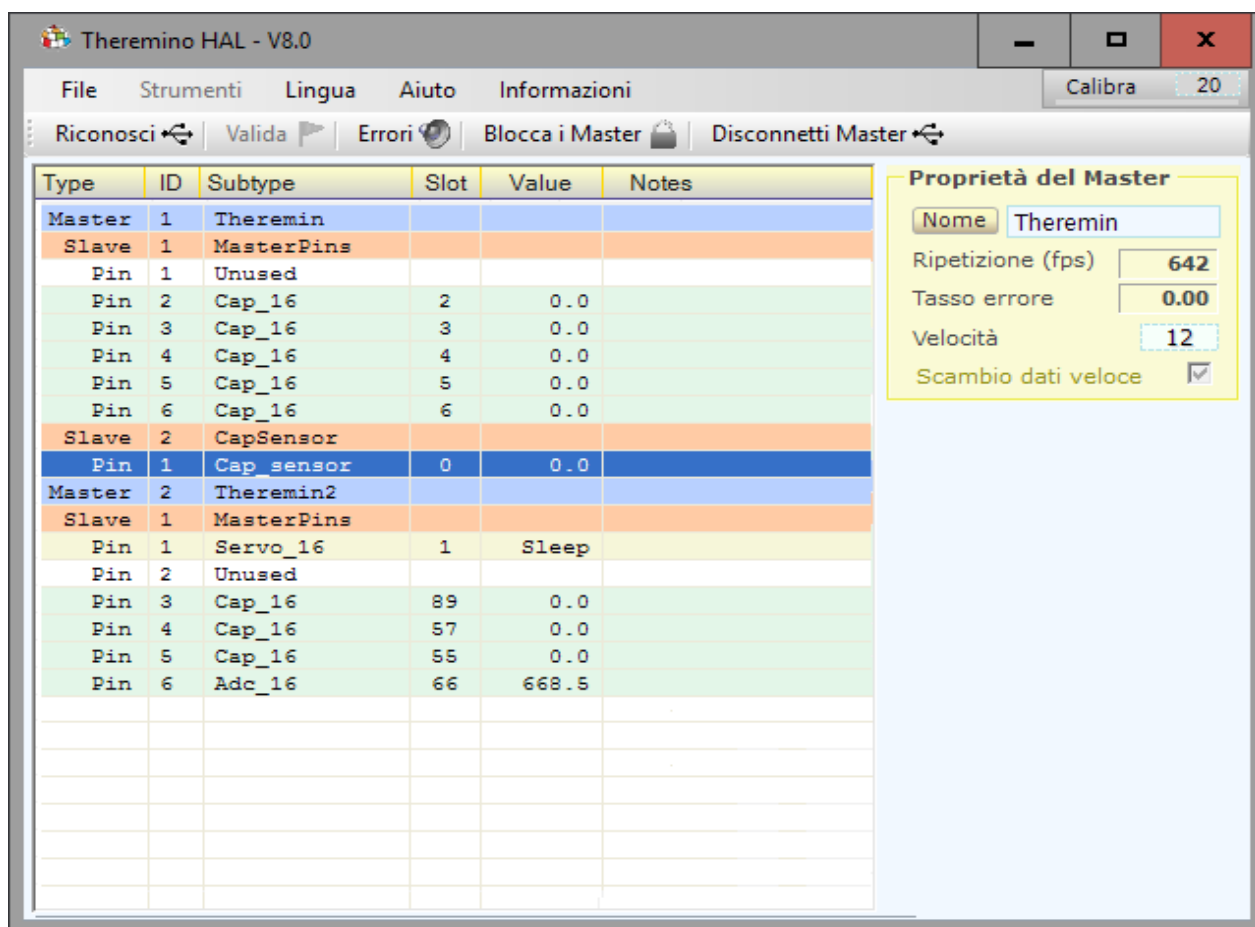 Theremino HAL - V8.0
File Strumenti Lingua Aiuto Informazioni Calibra 20
Riconosci Valida Errori Blocca i Master Disconnetti Master
Type ID Subtype Slot Value Notes
Master 1 Theremin
Slave 1 MasterPins
Pin 1 Unused
Pin 2 Cap_16 2 0.0
Pin 3 Cap_16 3 0.0
Pin 4 Cap_16 4 0.0
Pin 5 Cap_16 5 0.0
Pin 6 Cap_16 6 0.0
Slave 2 CapSensor
Pin 1 Cap_sensor 0 0.0
Master 2 Theremin2
Slave 1 MasterPins
Pin 1 Servo_16 1 Sleep
Pin 2 Unused
Pin 3 Cap_16 89 0.0
Pin 4 Cap_16 57 0.0
Pin 5 Cap_16 55 0.0
Pin 6 Adc_16 66 668.5
Proprietà del Master
Nome Theremin
Ripetizione (fps) 642
Tasso errore 0.00
Velocità 12
Scambio dati veloce